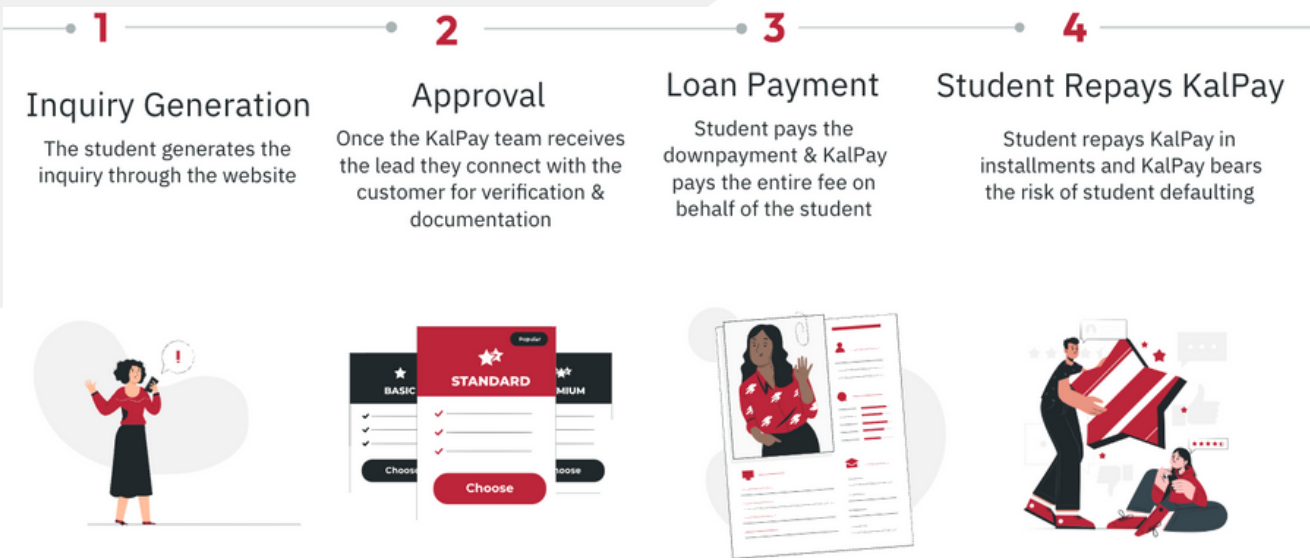 1
Inquiry Generation
The student generates the
inquiry through the website
2
Approval
Once the KalPay team receives
the lead they connect with the
customer for verification &
documentation
3
Loan Payment
Student pays the
downpayment & KalPay
pays the entire fee on
behalf of the student
4
Student Repays KalPay
Student repays KalPay in
installments and KalPay bears
the risk of student defaulting
!
BASIC
Choose
Popular
STANDARD
Choose
MIUM
hoose